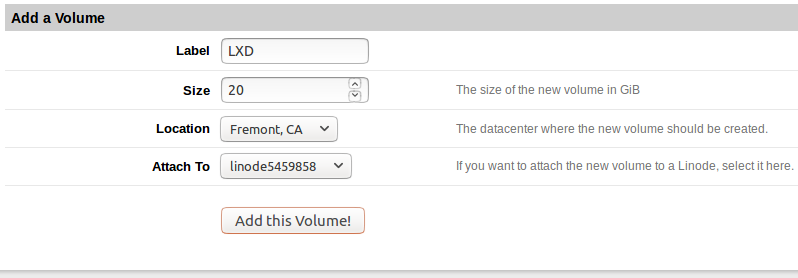 Add a Volume
Label LXD
Size 20 The size of the new volume in GiB
Location Fremont, CA The datacenter where the new volume should be created.
Attach To linode5459858 If you want to attach the new volume to a Linode, select it here.
Add this Volume!